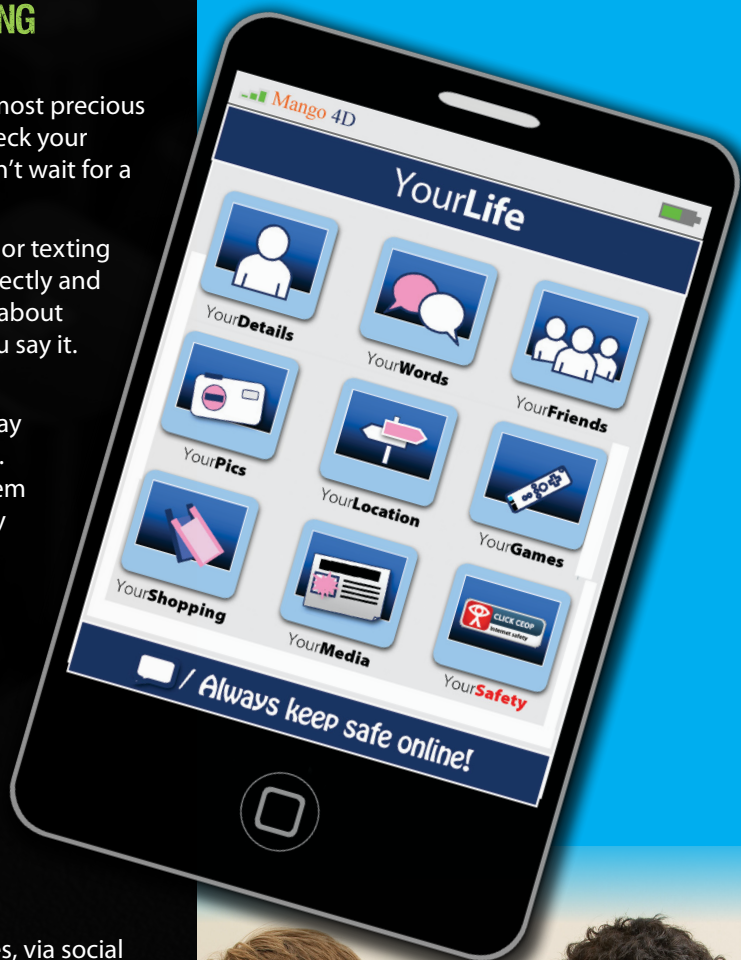 NG
most precious
eck your
n't wait for a
or texting
ectly and
about
u say it.
ay
.
em
y
es, via social
Mango 4D
YourLife
YourDetails
YourWords
YourFriends
YourPics
YourLocation
YourGames
YourShopping
YourMedia
CLICK CEOP
Internet safety
YourSafety
/ Always keep safe online!